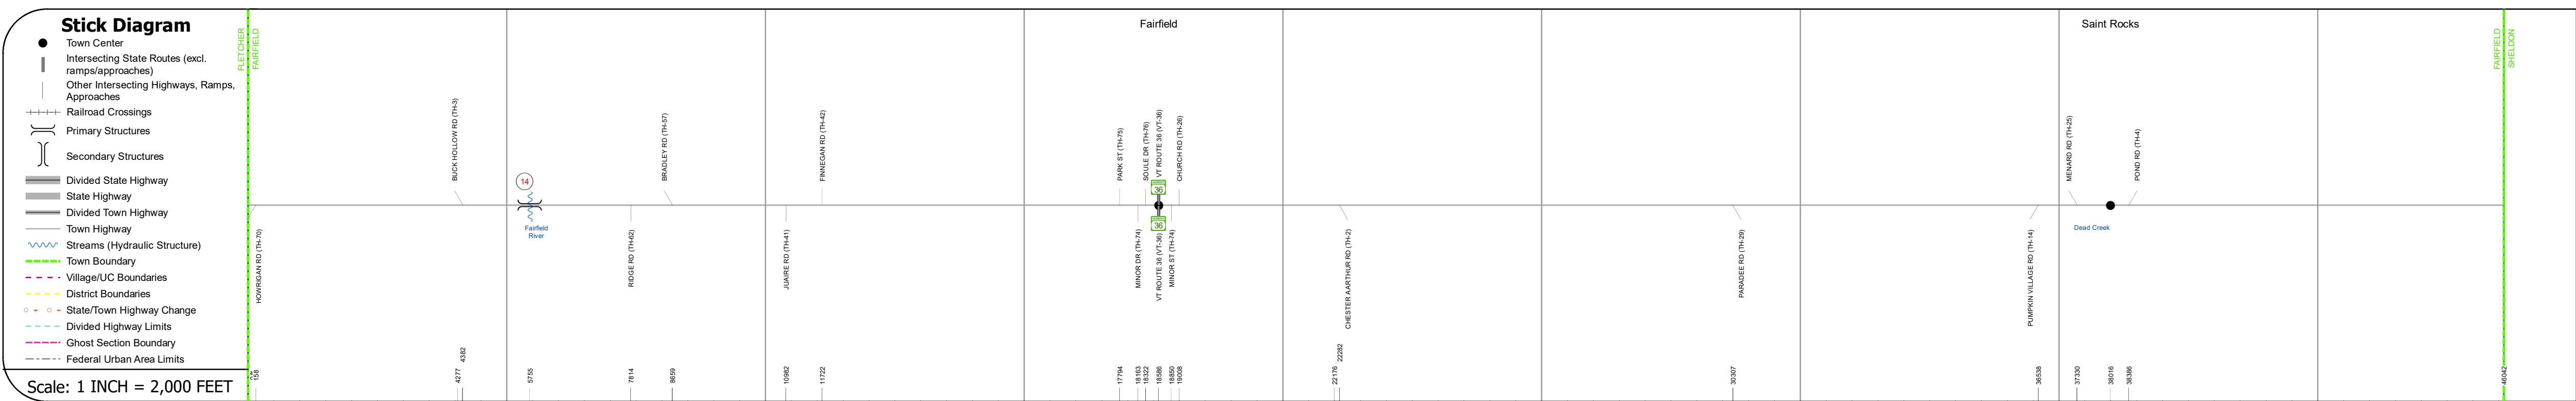 Stick Diagram
Town Center
Intersecting State Routes (excl.
ramps/approaches)
Other Intersecting Highways, Ramps,
Approaches
Railroad Crossings
Primary Structures
Secondary Structures
Divided State Highway
State Highway
Divided Town Highway
Town Highway
Streams (Hydraulic Structure)
Town Boundary
Village/UC Boundaries
District Boundaries
State/Town Highway Change
Divided Highway Limits
Ghost Section Boundary
Federal Urban Area Limits
Scale: 1 INCH = 2,000 FEET
FLETCHER
FAIRFIELD
Fairfield
Saint Rocks
FAIRFIELD
SHELDON
BUCK HOLLOW RD (TH-3)
14
BRADLEY RD (TH-57)
FINNEGAN RD (TH-42)
PARK ST (TH-75)
SOULE DR (TH-76)
VT ROUTE 36 (VT-36)
CHURCH RD (TH-26)
MENARD RD (TH-25)
POND RD (TH-4)
36
36
HOWRIGAN RD (TH-70)
Fairfield
River
RIDGE RD (TH-62)
JUAIRE RD (TH-41)
MINOR DR (TH-74)
VT ROUTE 36 (VT-36)
MINOR ST (TH-74)
CHESTER A ARTHUR RD (TH-2)
PARADEE RD (TH-29)
PUMPKIN VILLAGE RD (TH-14)
Dead Creek
158
4277
4382
5755
7814
8659
10982
11722
17794
18163
18322
18586
18850
19008
22176
22282
30307
36538
37330
38016
38386
46042